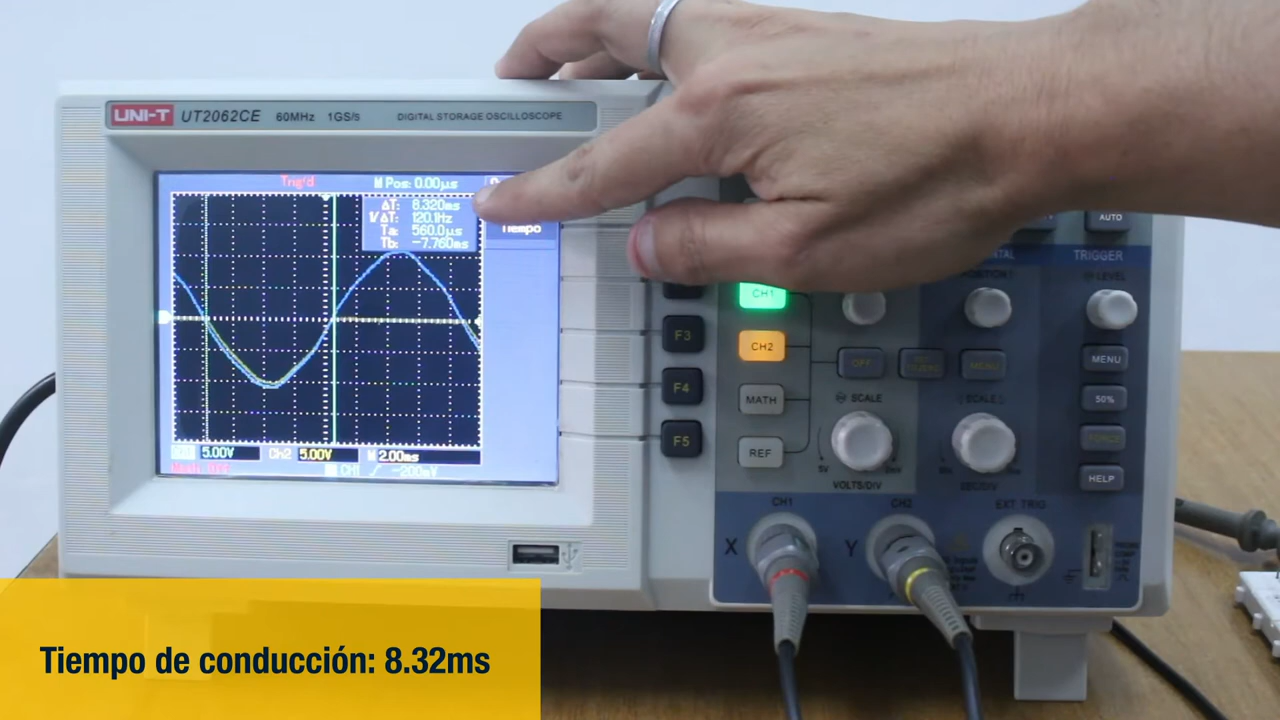 UNI-T UT2062CE 60MHz 1GS/s DIGITAL STORAGE OSCILLOSCOPE
Trig'd M Pos: 0.00µs
ΔT: 8.320ms
1/ΔT: 120.1Hz
Ta: 560.0µs
Tb: -7.760ms
Tiempo
5.00V CH2 5.00V M 2.00ms
CH1 -200mV
F3
F4
F5
CH1
CH2
MATH
REF
OFF
MENU
SCALE
VOLTS/DIV
POSITION
SCALE
SEC/DIV
AUTO
TRIGGER
LEVEL
MENU
50%
FORCE
HELP
CH1
CH2
EXT TRIG
X
Y
Tiempo de conducción: 8.32ms